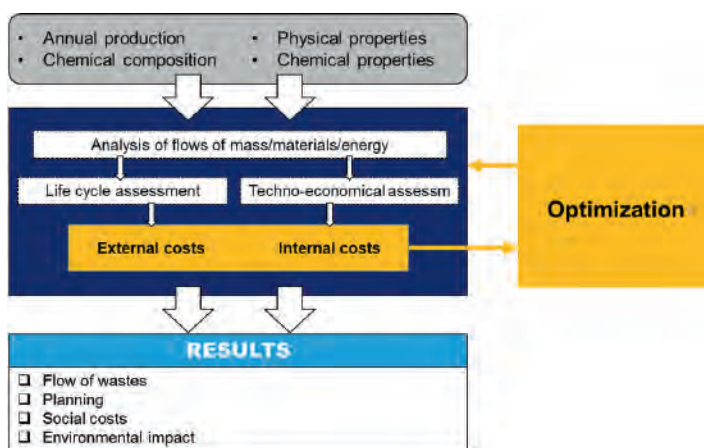 • Annual production
• Chemical composition
• Physical properties
• Chemical properties
Analysis of flows of mass/materials/energy
Life cycle assessment
Techno-economical assessm
External costs
Internal costs
Optimization
RESULTS
❑ Flow of wastes
❑ Planning
❑ Social costs
❑ Environmental impact